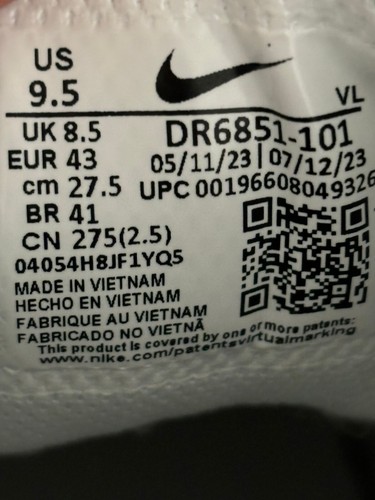 US
9.5
VL
UK 8.5
DR6851-101
EUR 43
05/11/23 | 07/12/23
cm 27.5
UPC 00196608049326
BR 41
CN 275(2.5)
04054H8JF1YQ5
MADE IN VIETNAM
HECHO EN VIETNAM
FABRIQUE AU VIETNAM
FABRICADO NO VIETNÃ
This product is covered by one or more patents:
www.nike.com/patentsvirtualmarking